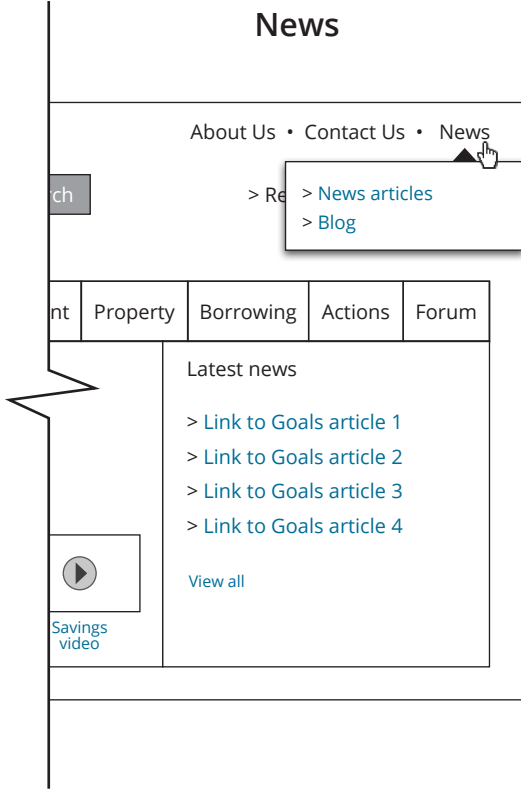 News
About Us • Contact Us • News
> News articles
> Blog
> Re
rch
nt Property Borrowing Actions Forum
Latest news
> Link to Goals article 1
> Link to Goals article 2
> Link to Goals article 3
> Link to Goals article 4
View all
Savings
video